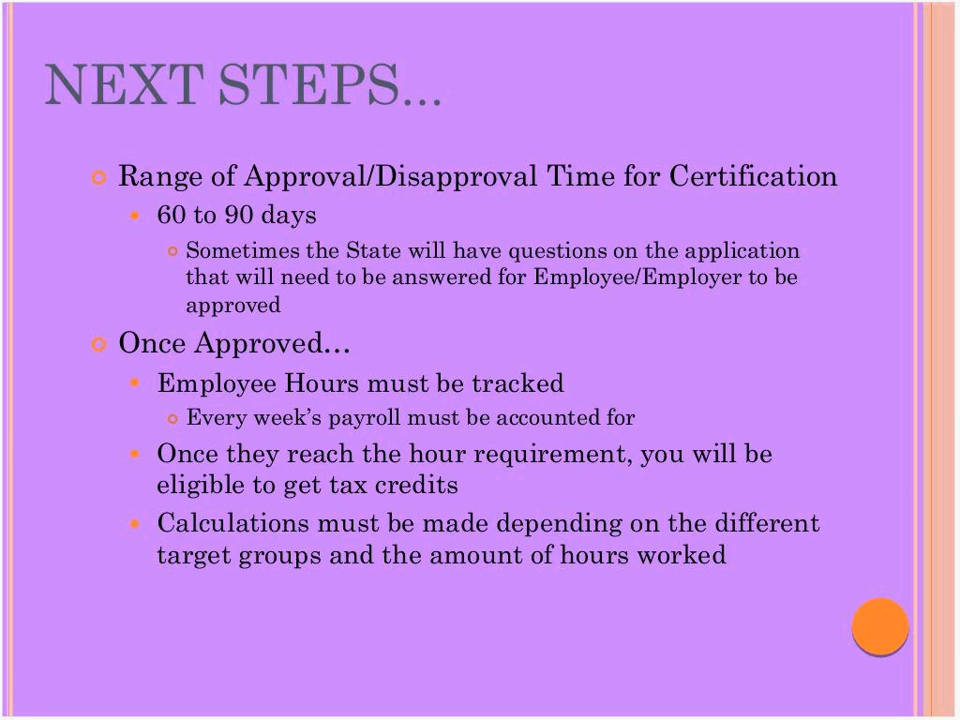 NEXT STEPS...
Range of Approval/Disapproval Time for Certification
60 to 90 days
Sometimes the State will have questions on the application
that will need to be answered for Employee/Employer to be
approved
Once Approved…
Employee Hours must be tracked
Every week’s payroll must be accounted for
Once they reach the hour requirement, you will be
eligible to get tax credits
Calculations must be made depending on the different
target groups and the amount of hours worked